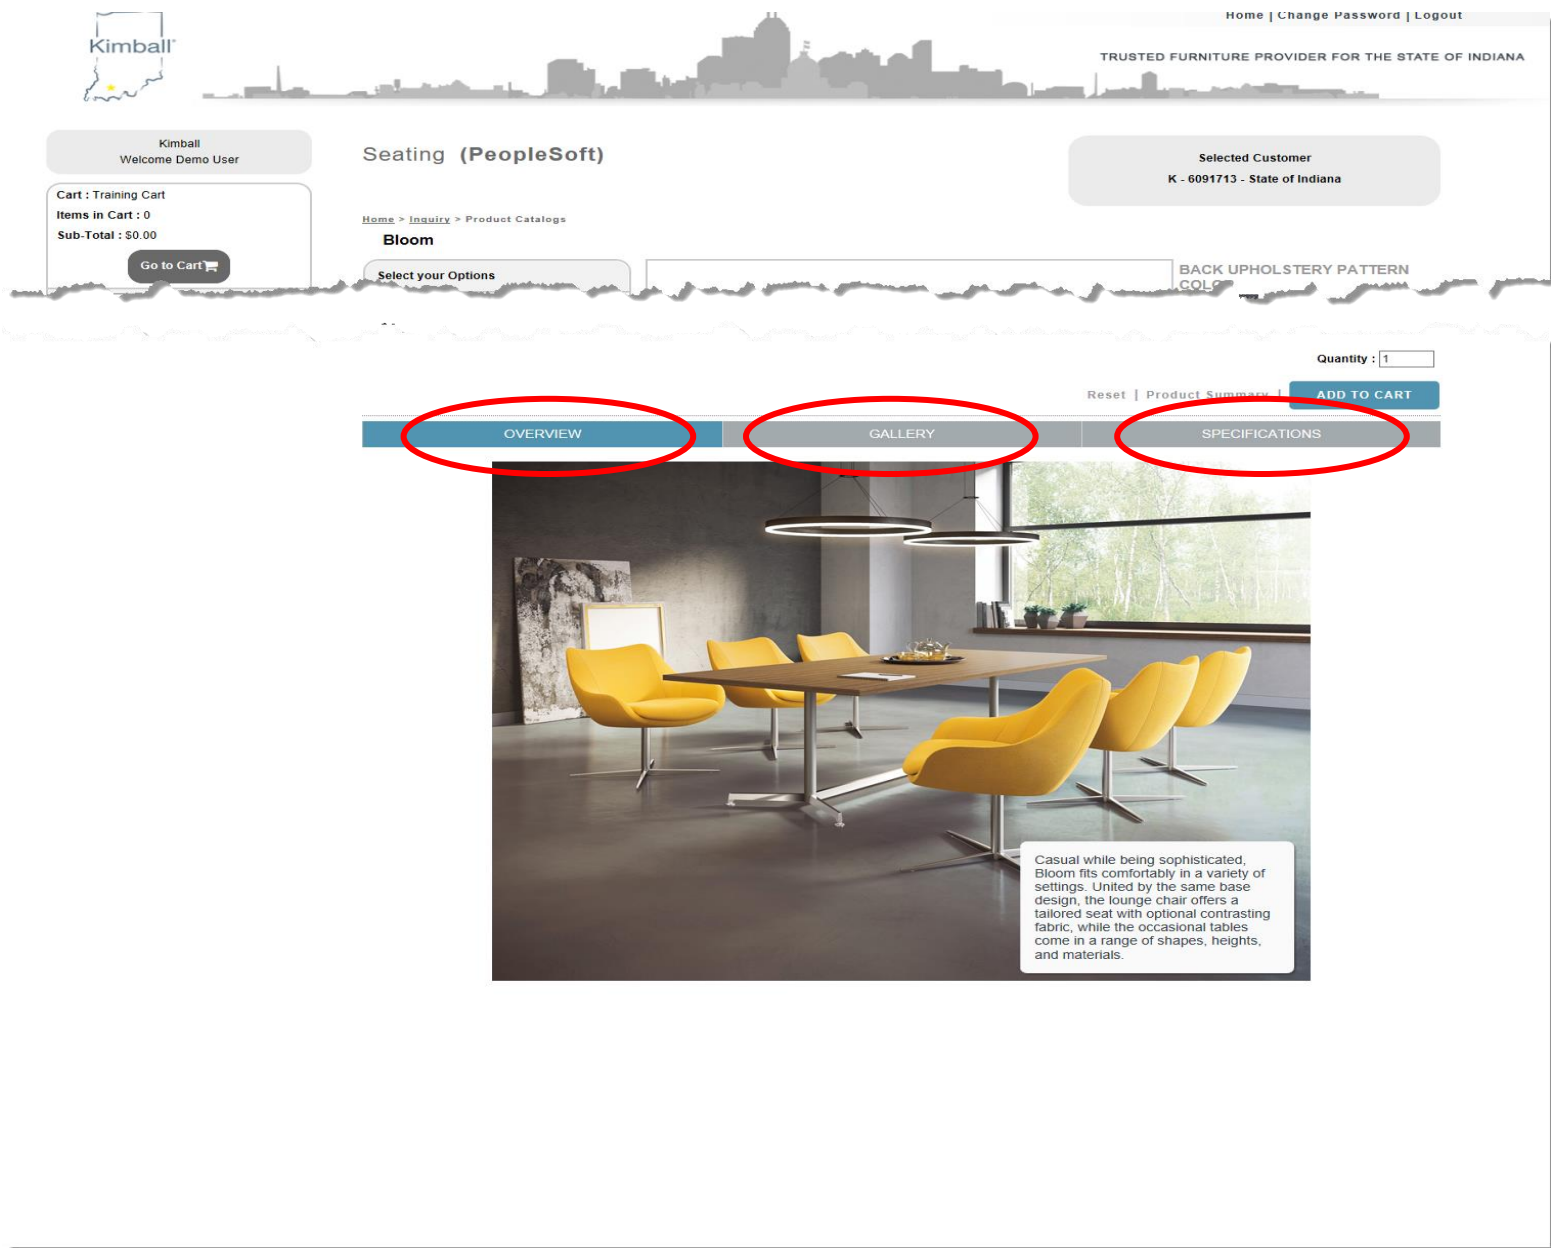 Home | Change Password | Logout
Kimball
TRUSTED FURNITURE PROVIDER FOR THE STATE OF INDIANA
Kimball
Welcome Demo User
Cart : Training Cart
Items in Cart : 0
Sub-Total : $0.00
Go to Cart
Seating (PeopleSoft)
Selected Customer
K - 6091713 - State of Indiana
Home > Inquiry > Product Catalogs
Bloom
Select your Options
BACK UPHOLSTERY PATTERN
Quantity : 1
Reset | Product Summary |
ADD TO CART
OVERVIEW
GALLERY
SPECIFICATIONS
Casual while being sophisticated,
Bloom fits comfortably in a variety of
settings. United by the same base
design, the lounge chair offers a
tailored seat with optional contrasting
fabric, while the occasional tables
come in a range of shapes, heights,
and materials.